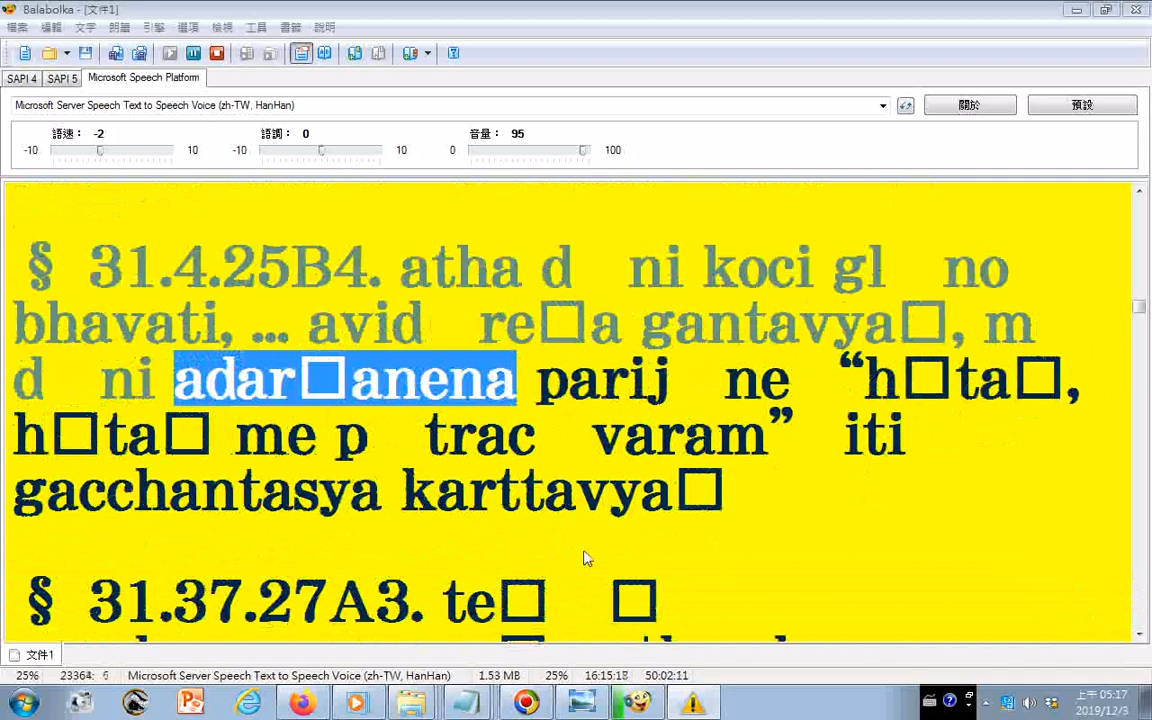 Balabolka - [文件1]
檔案 編輯 文字 朗讀 引擎 選項 檢視 工具 書籤 說明
SAPI 4 SAPI 5 Microsoft Speech Platform
Microsoft Server Speech Text to Speech Voice (zh-TW, HanHan) 關於 預設
語速： -2 語調： 0 音量： 95
-10 10 -10 10 0 100
§ 31.4.25B4. atha d ni koci gl no
bhavati, ... avid re□a gantavya□, m
d ni adar□anena parij ne “h□ta□,
h□ta□ me p trac varam” iti
gacchantasya karttavya□
§ 31.37.27A3. te□ □
文件1
25% 23364: 6 Microsoft Server Speech Text to Speech Voice (zh-TW, HanHan) 1.53 MB 25% 16:15:18 50:02:11
上午 05:17
2019/12/3